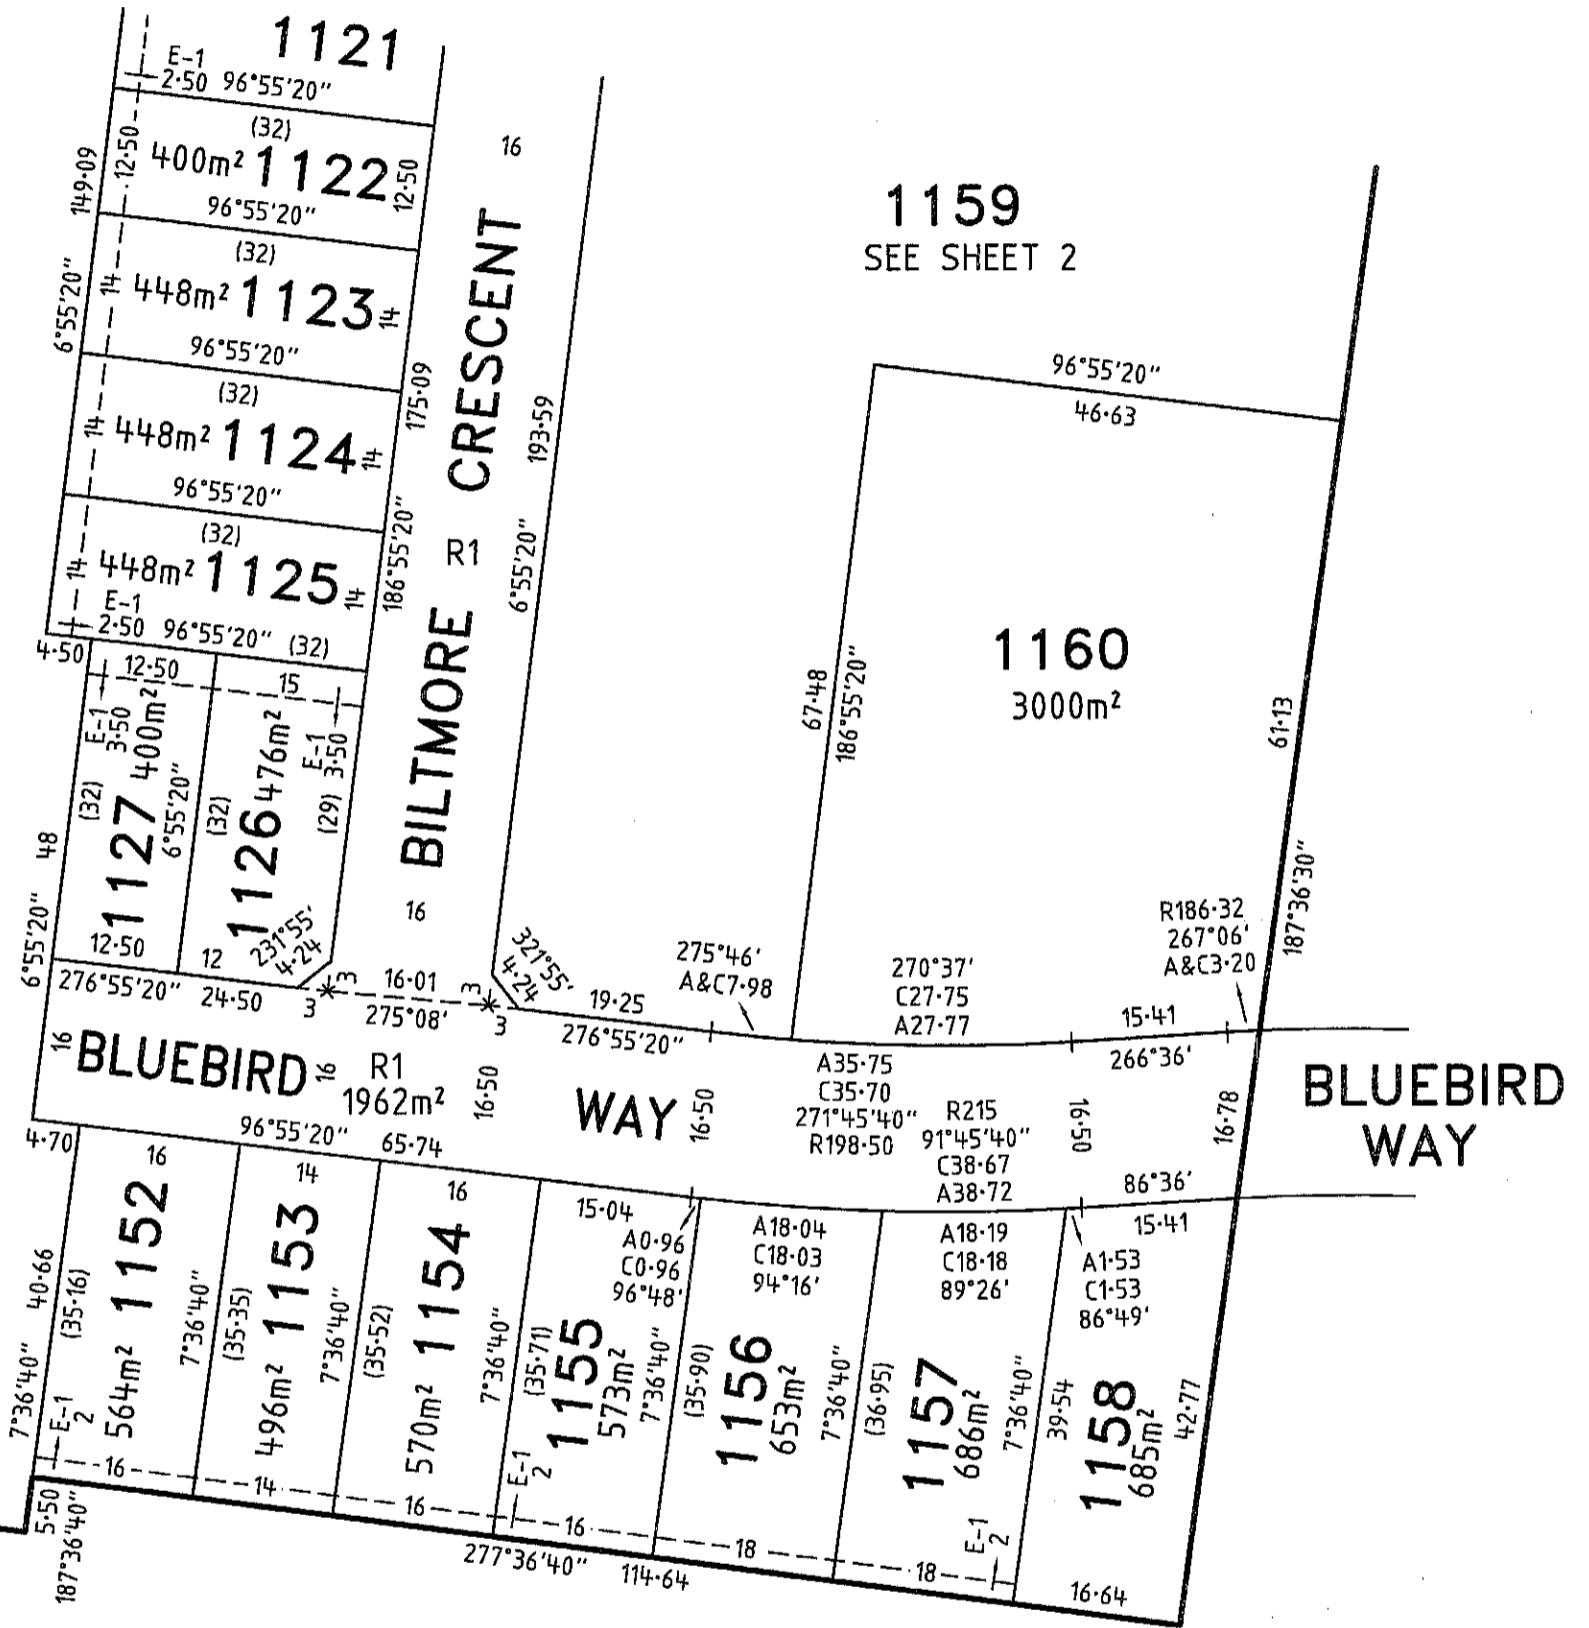 1121
E-1
2·50 96°55'20"
(32)
149·09
12·50
400m² 1122
12·50
96°55'20"
(32)
6°55'20"
14
448m² 1123
14
96°55'20"
(32)
14
448m² 1124
14
96°55'20"
(32)
14
448m² 1125
14
E-1
2·50 96°55'20" (32)
16
BILTMORE R1 CRESCENT
175·09
186°55'20"
193·59
6°55'20"
16
1159
SEE SHEET 2
96°55'20"
46·63
1160
3000m²
67·48
186°55'20"
61·13
187°36'30"
4·50
12·50
15
E-1
3·50
(32)
1127 400m²
6°55'20"
(32)
1126 476m²
E-1
3·50
(29)
48
6°55'20"
12·50
12
231°55'
4·24
276°55'20" 24·50
3
3
16·01
275°08'
3
3
321°55'
4·24
19·25
276°55'20"
275°46'
A&C7·98
270°37'
C27·75
A27·77
R186·32
267°06'
A&C3·20
15·41
266°36'
16
BLUEBIRD
16
R1
1962m²
16·50
WAY
16·50
A35·75
C35·70
271°45'40"
R198·50
R215
91°45'40"
C38·67
A38·72
16·50
16·78
BLUEBIRD
WAY
96°55'20" 65·74
86°36'
4·70
16
14
16
15·04
A0·96
C0·96
96°48'
A18·04
C18·03
94°16'
A18·19
C18·18
89°26'
A1·53
C1·53
86°49'
15·41
40·66
7°36'40"
(35·16)
E-1
2
564m² 1152
7°36'40"
(35·35)
496m² 1153
7°36'40"
(35·52)
570m² 1154
7°36'40"
(35·71)
E-1
2
1155
573m²
7°36'40"
(35·90)
1156
653m²
7°36'40"
(36·95)
1157
686m²
7°36'40"
E-1
2
39·54
1158
685m²
42·77
16
14
16
16
18
18
16·64
5·50
187°36'40"
277°36'40" 114·64